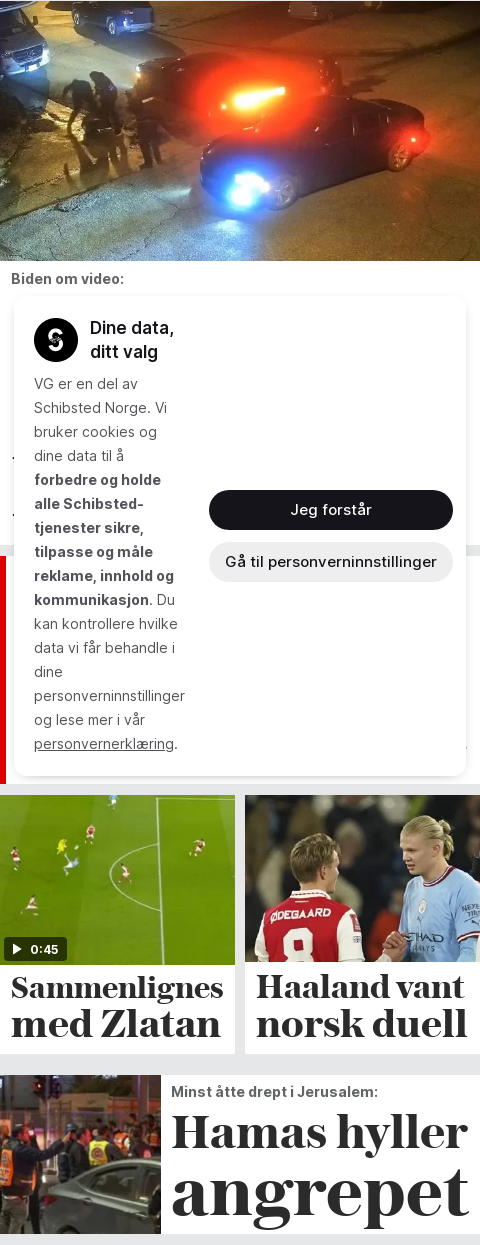 Biden om video:
Dine data,
ditt valg
VG er en del av
Schibsted Norge. Vi
bruker cookies og
dine data til å
forbedre og holde
alle Schibsted-
tjenester sikre,
tilpasse og måle
reklame, innhold og
kommunikasjon. Du
kan kontrollere hvilke
data vi får behandle i
dine
personverninnstillinger
og lese mer i vår
personvernerklæring.
Jeg forstår
Gå til personverninnstillinger
0:45
Sammenlignes
med Zlatan
ØDEGAARD
8
ETIHAD
AIRWAYS
NEXE
Haaland vant
norsk duell
Minst åtte drept i Jerusalem:
Hamas hyller
angrepet